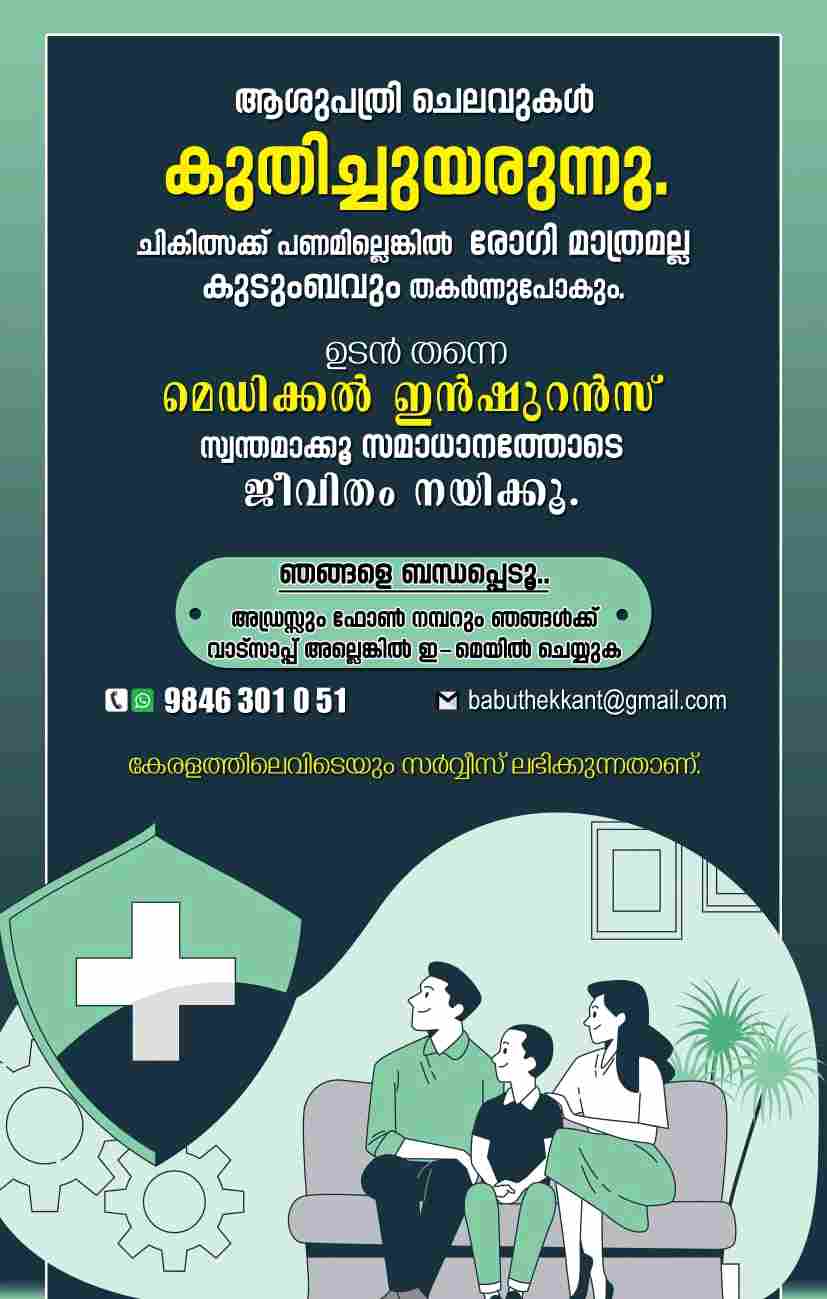 ആശുപത്രി ചെലവുകൾ
കുതിച്ചുയരുന്നു.
ചികിത്സക്ക് പണമില്ലെങ്കിൽ രോഗി മാത്രമല്ല
കുടുംബവും തകർന്നുപോകും.
ഉടൻ തന്നെ
മെഡിക്കൽ ഇൻഷുറൻസ്
സ്വന്തമാക്കൂ സമാധാനത്തോടെ
ജീവിതം നയിക്കൂ.
ഞങ്ങളെ ബന്ധപ്പെടൂ..
അഡ്രസ്സും ഫോൺ നമ്പറും ഞങ്ങൾക്ക്
വാട്സാപ്പ് അല്ലെങ്കിൽ ഇ-മെയിൽ ചെയ്യുക
9846 301 0 51 babuthekkant@gmail.com
കേരളത്തിലെവിടെയും സർവ്വീസ് ലഭിക്കുന്നതാണ്.